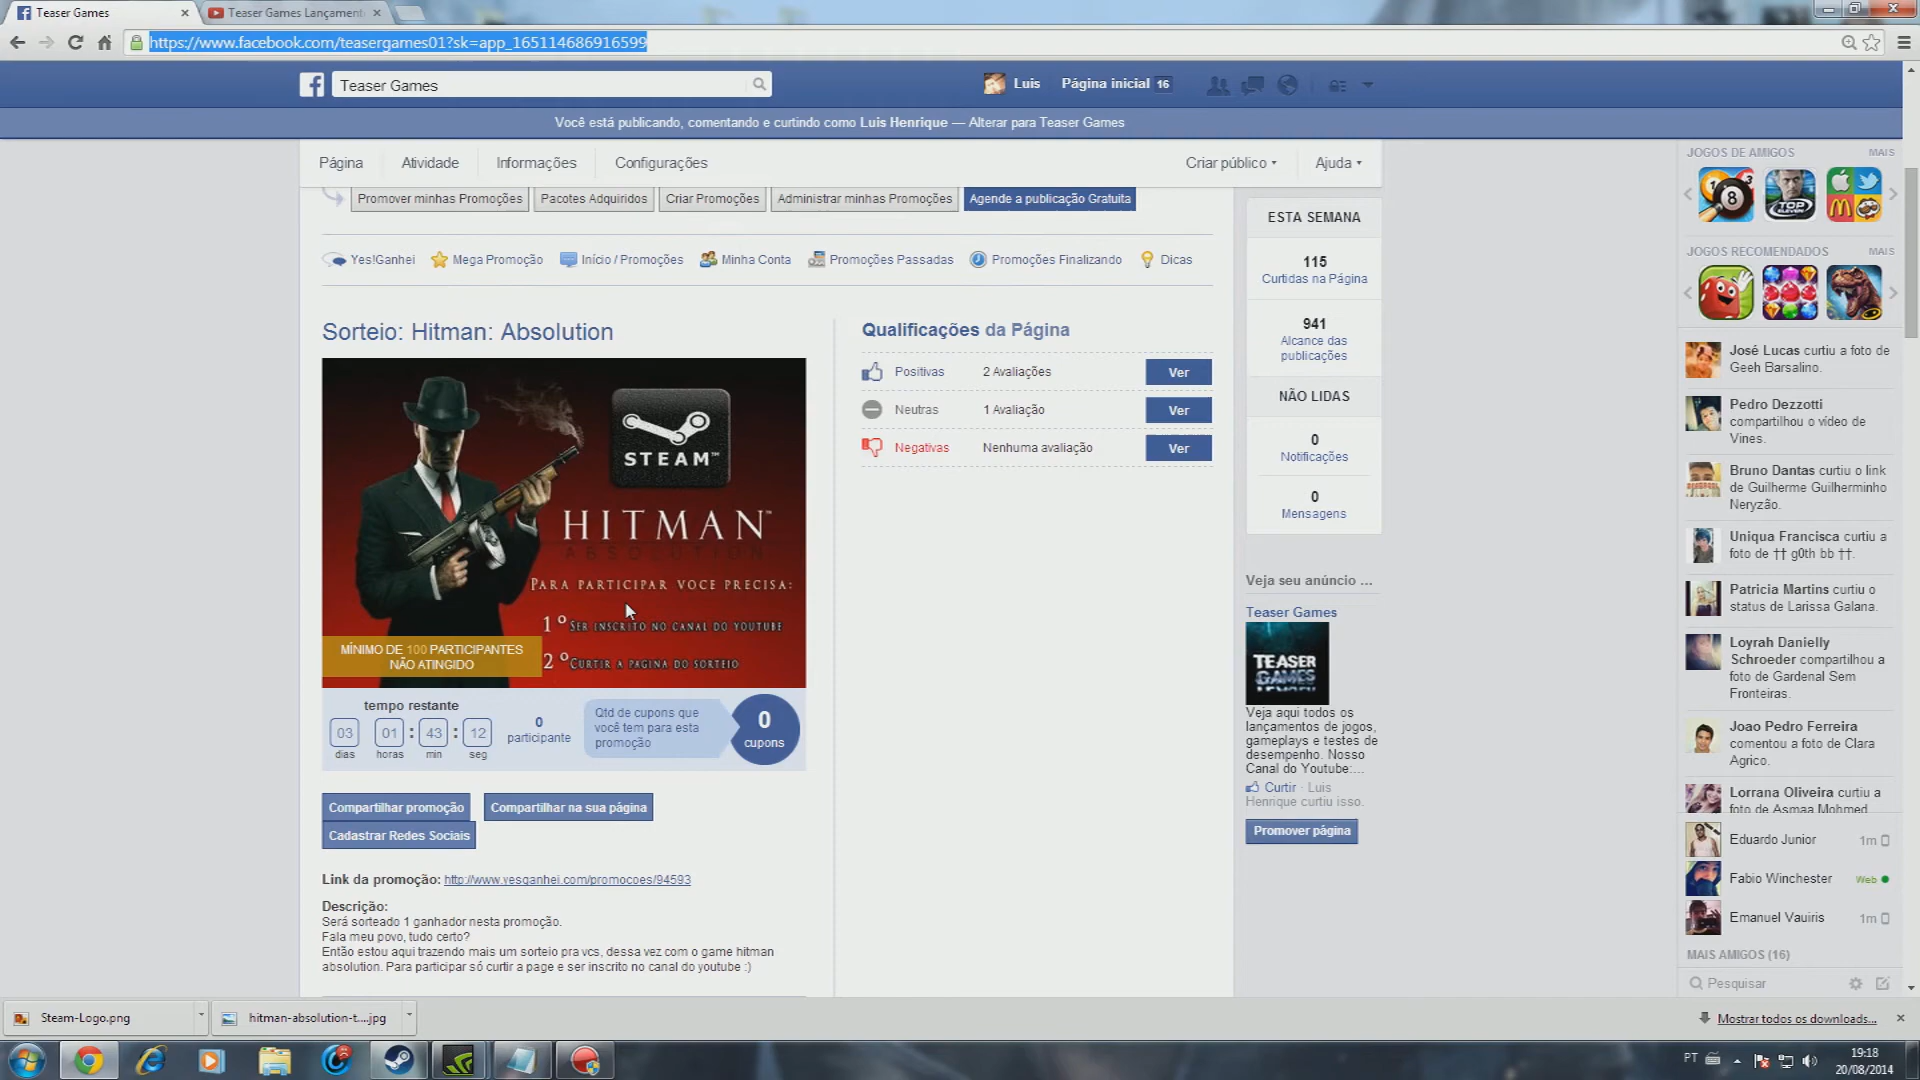 Teaser Games
Teaser Games Lançament
https://www.facebook.com/teasergames01?sk=app_165114686916599
Teaser Games
Luis
Página inicial 16
Você está publicando, comentando e curtindo como Luis Henrique — Alterar para Teaser Games
Página
Atividade
Informações
Configurações
Criar público
Ajuda
Promover minhas Promoções
Pacotes Adquiridos
Criar Promoções
Administrar minhas Promoções
Agende a publicação Gratuita
Yes!Ganhei
Mega Promoção
Início / Promoções
Minha Conta
Promoções Passadas
Promoções Finalizando
Dicas
Sorteio: Hitman: Absolution
STEAM™
HITMAN™
ABSOLUTION
PARA PARTICIPAR VOCE PRECISA:
1º SER INSCRITO NO CANAL DO YOUTUBE
2º CURTIR A PAGINA DO SORTEIO
MÍNIMO DE 100 PARTICIPANTES
NÃO ATINGIDO
tempo restante
03 01 : 43 : 12
dias horas min seg
0
participante
Qtd de cupons que
você tem para esta
promoção
0
cupons
Compartilhar promoção
Compartilhar na sua página
Cadastrar Redes Sociais
Link da promoção: http://www.yesganhei.com/promocoes/94593
Descrição:
Será sorteado 1 ganhador nesta promoção.
Fala meu povo, tudo certo?
Então estou aqui trazendo mais um sorteio pra vcs, dessa vez com o game hitman
absolution. Para participar só curtir a page e ser inscrito no canal do youtube :)
Qualificações da Página
Positivas 2 Avaliações Ver
Neutras 1 Avaliação Ver
Negativas Nenhuma avaliação Ver
ESTA SEMANA
115
Curtidas na Página
941
Alcance das
publicações
NÃO LIDAS
0
Notificações
0
Mensagens
Veja seu anúncio ...
Teaser Games
TEASER
GAMES
Veja aqui todos os
lançamentos de jogos,
gameplays e testes de
desempenho. Nosso
Canal do Youtube:...
Curtir · Luis
Henrique curtiu isso.
Promover página
JOGOS DE AMIGOS MAIS
8
3
TOP
ELEVEN
JOGOS RECOMENDADOS MAIS
José Lucas curtiu a foto de
Geeh Barsalino.
Pedro Dezzotti
compartilhou o vídeo de
Vines.
Bruno Dantas curtiu o link
de Guilherme Guilherminho
Neryzão.
Uniqua Francisca curtiu a
foto de †† g0th bb ††.
Patricia Martins curtiu o
status de Larissa Galana.
Loyrah Danielly
Schroeder compartilhou a
foto de Gardenal Sem
Fronteiras.
Joao Pedro Ferreira
comentou a foto de Clara
Agrico.
Lorrana Oliveira curtiu a
foto de Asmaa Mohmed
Eduardo Junior 1m
Fabio Winchester Web
Emanuel Vauiris 1m
MAIS AMIGOS (16)
Pesquisar
Steam-Logo.png
hitman-absolution-t....jpg
Mostrar todos os downloads...
PT
19:18
20/08/2014